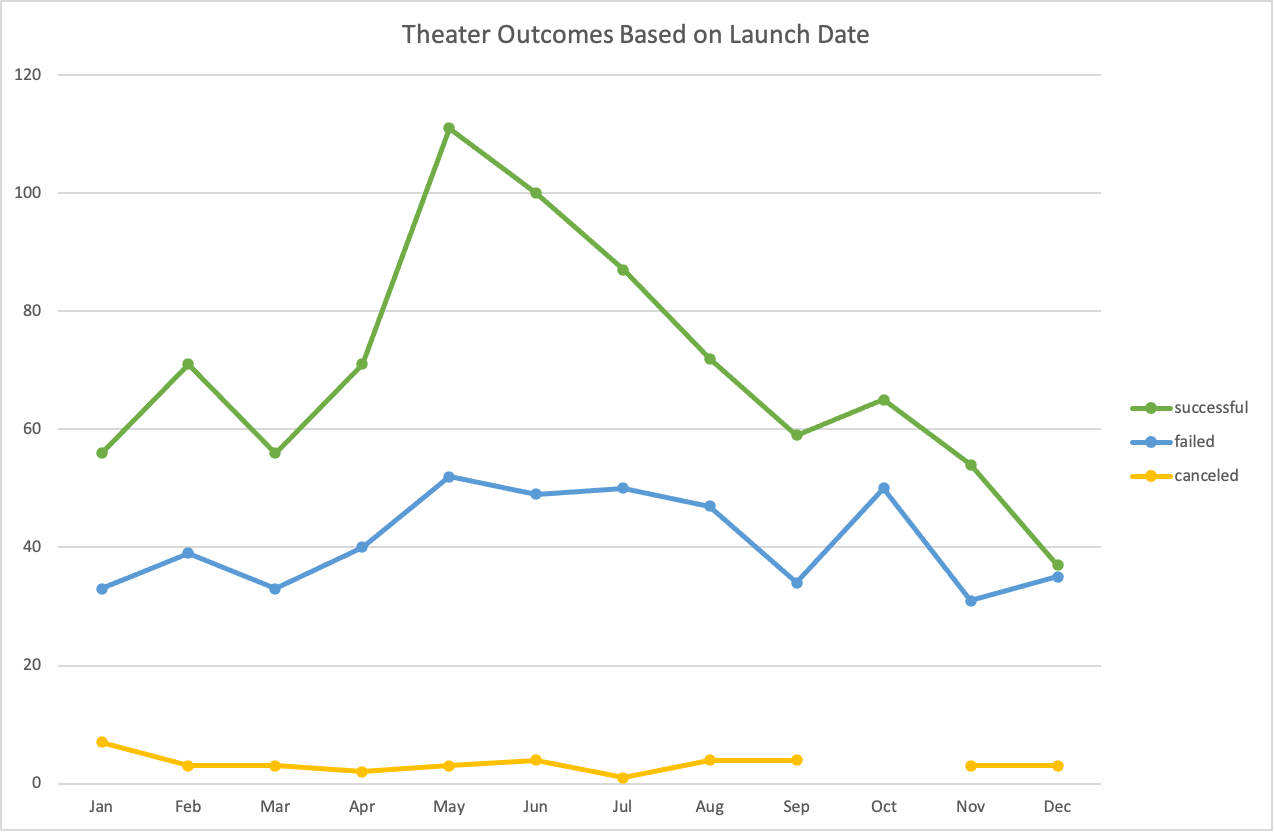 Theater Outcomes Based on Launch Date
120
100
80
60
40
20
0
Jan Feb Mar Apr May Jun Jul Aug Sep Oct Nov Dec
successful
failed
canceled